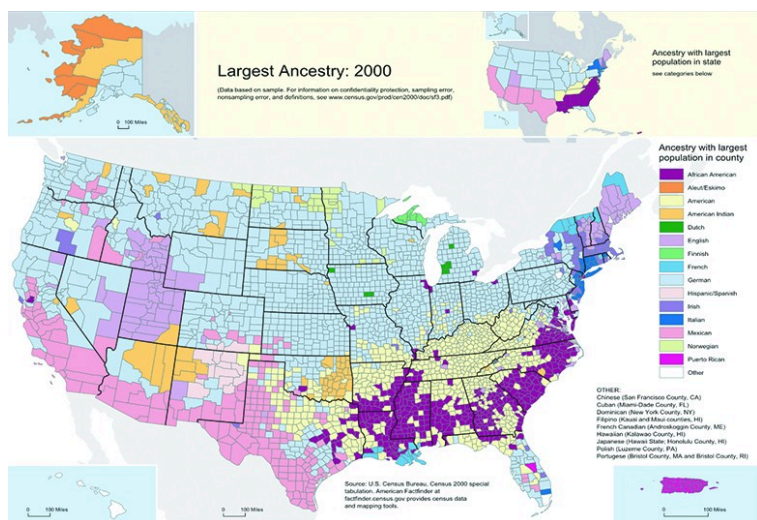 Largest Ancestry: 2000
(Data based on sample. For information on confidentiality protection, sampling error,
nonsampling error, and definitions, see www.census.gov/prod/cen2000/doc/sf3.pdf)
Ancestry with largest
population in state
see categories below
0 100 Miles
Ancestry with largest
population in county
African American
Aleut/Eskimo
American
American Indian
Dutch
English
Finnish
French
German
Hispanic/Spanish
Irish
Italian
Mexican
Norwegian
Puerto Rican
Other
OTHER:
Chinese (San Francisco County, CA)
Cuban (Miami-Dade County, FL)
Dominican (New York County, NY)
Filipino (Kauai and Maui counties, HI)
French Canadian (Androskoggin County, ME)
Hawaiian (Kalawao County, HI)
Japanese (Hawaii State; Honolulu County, HI)
Polish (Luzerne County, PA)
Portugese (Bristol County, MA and Bristol County, RI)
Source: U.S. Census Bureau, Census 2000 special
tabulation. American Factfinder at
factfinder.census.gov provides census data
and mapping tools.
0 100 Miles
0 100 Miles
0 100 Miles